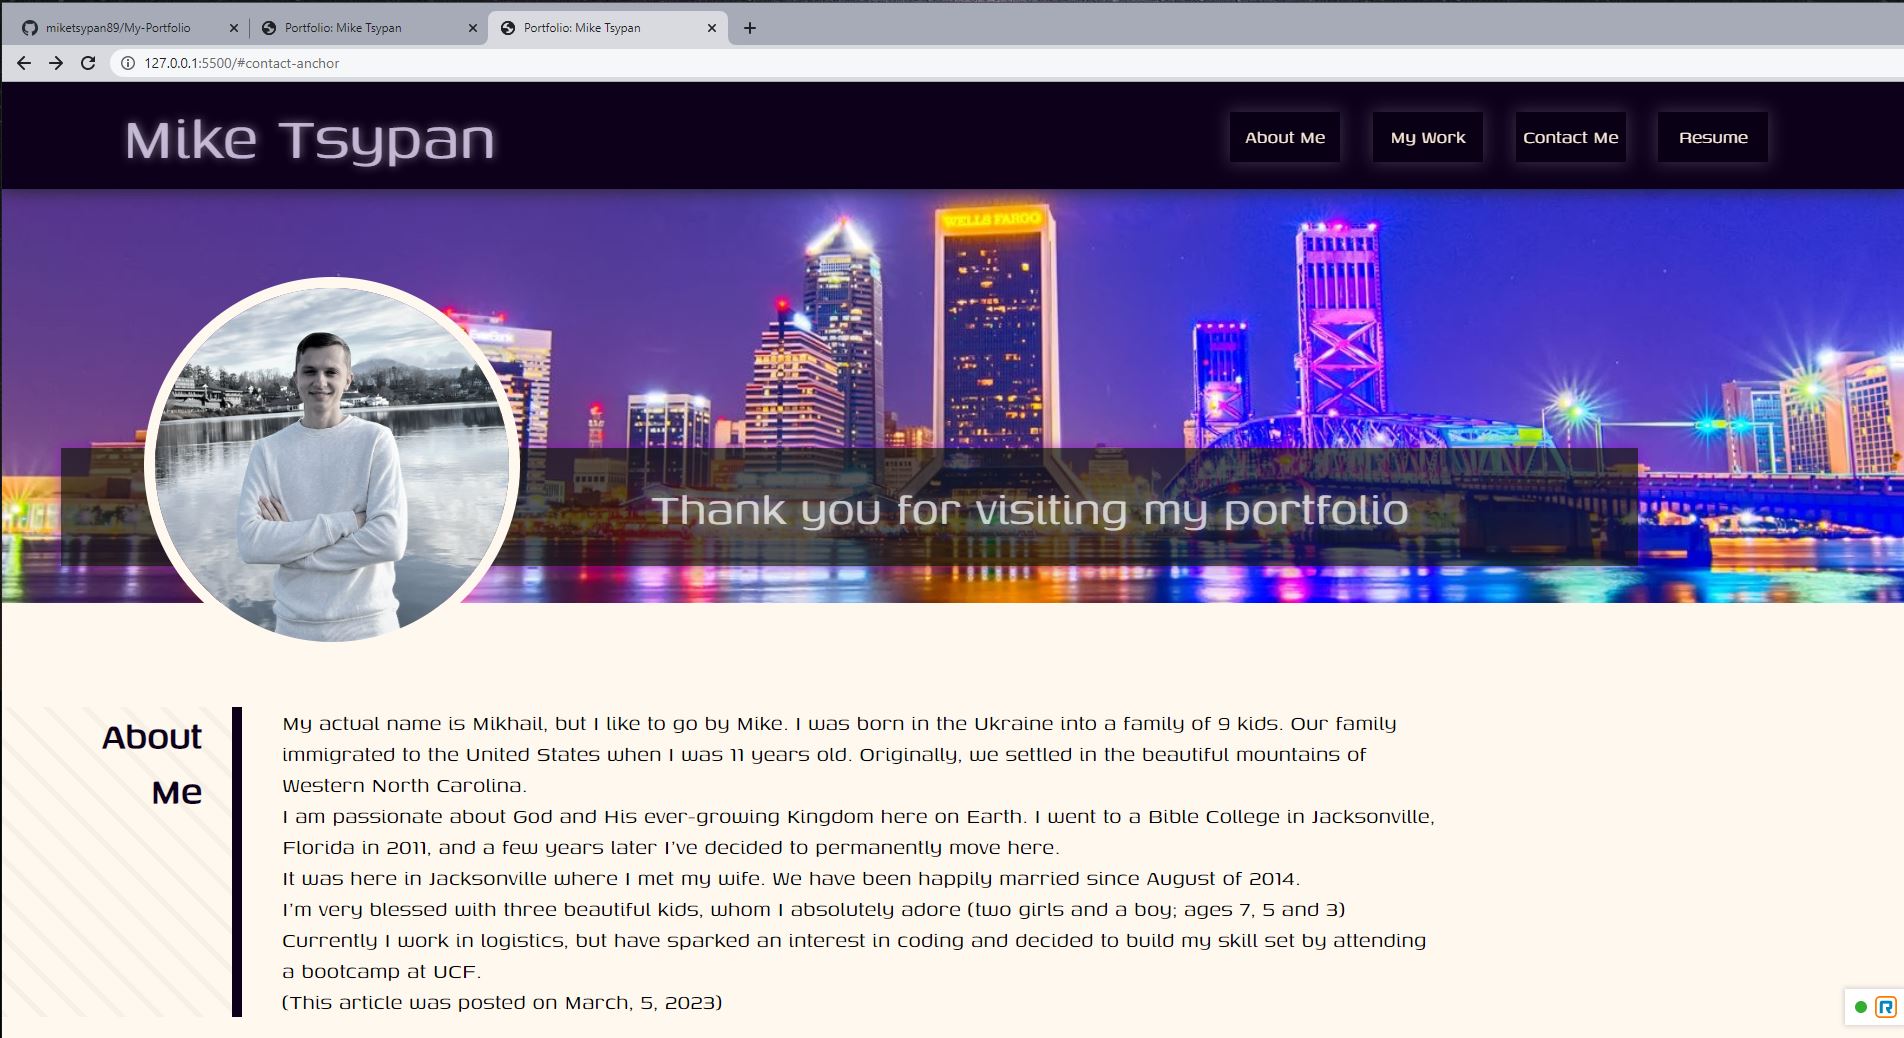 miketsypan89/My-Portfolio
Portfolio: Mike Tsypan
Portfolio: Mike Tsypan
127.0.0.1:5500/#contact-anchor
Mike Tsypan
About Me
My Work
Contact Me
Resume
WELLS FARGO
Thank you for visiting my portfolio
About
Me
My actual name is Mikhail, but I like to go by Mike. I was born in the Ukraine into a family of 9 kids. Our family
immigrated to the United States when I was 11 years old. Originally, we settled in the beautiful mountains of
Western North Carolina.
I am passionate about God and His ever-growing Kingdom here on Earth. I went to a Bible College in Jacksonville,
Florida in 2011, and a few years later I've decided to permanently move here.
It was here in Jacksonville where I met my wife. We have been happily married since August of 2014.
I'm very blessed with three beautiful kids, whom I absolutely adore (two girls and a boy; ages 7, 5 and 3)
Currently I work in logistics, but have sparked an interest in coding and decided to build my skill set by attending
a bootcamp at UCF.
(This article was posted on March, 5, 2023)
R